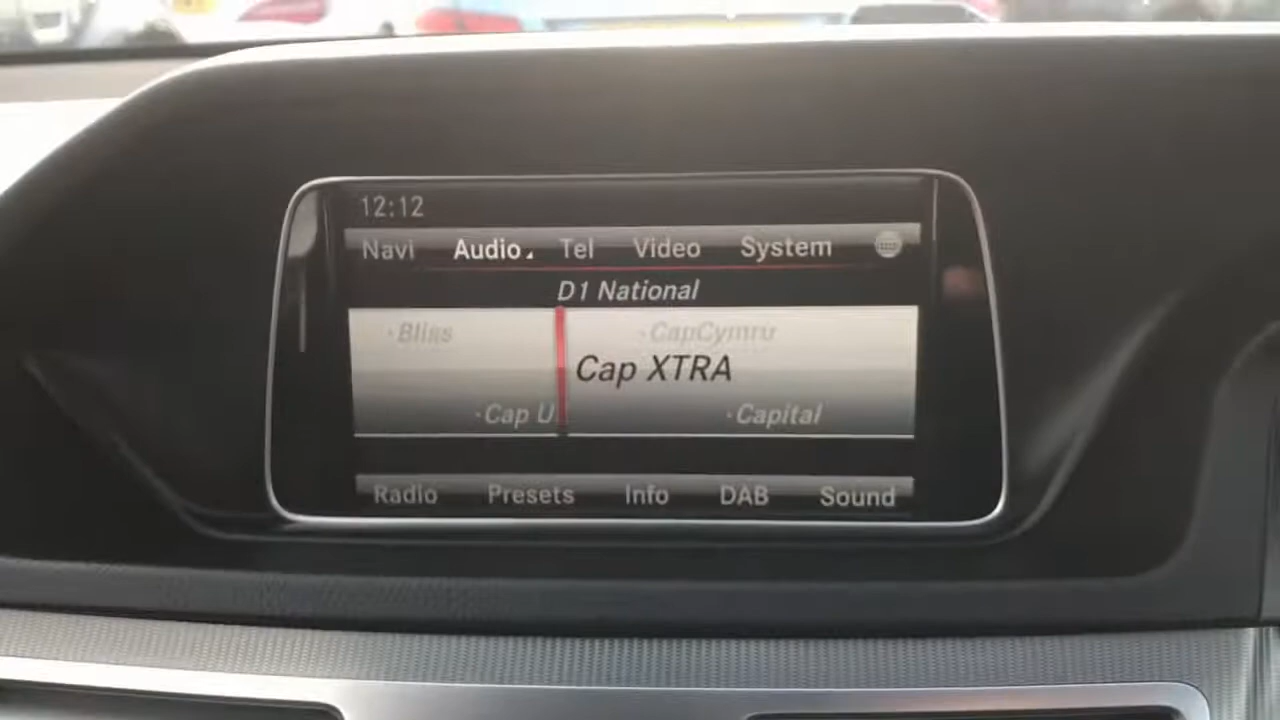 12:12
Navi Audio Tel Video System
D1 National
·Bliss ·CapCymru
Cap XTRA
·Cap U ·Capital
Radio Presets Info DAB Sound